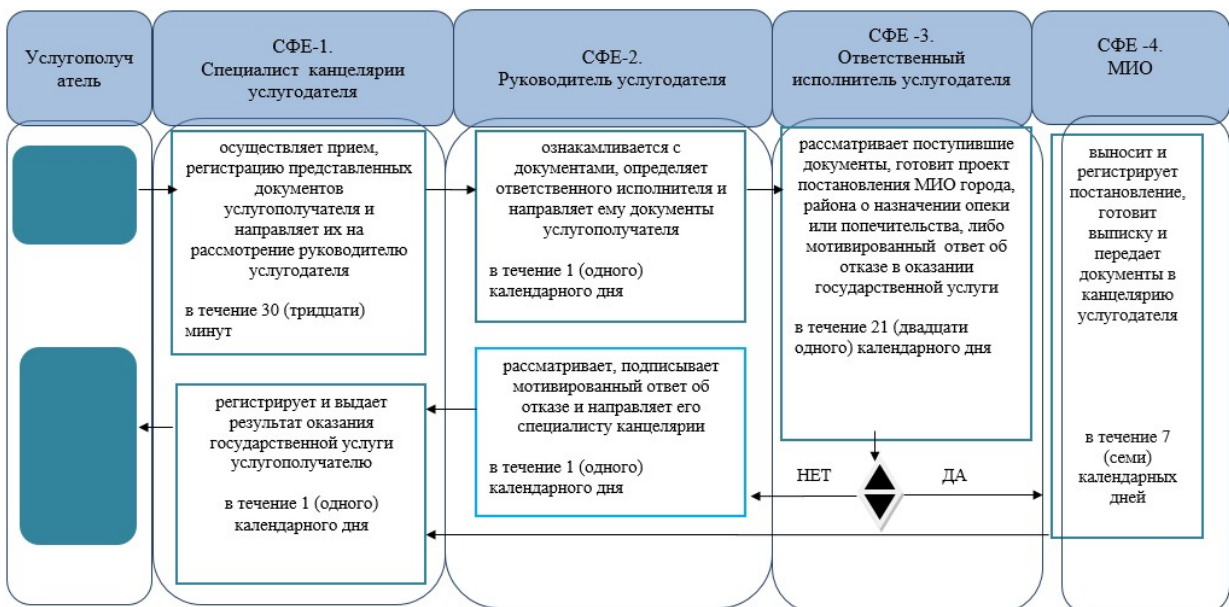 Услугополуч
атель
СФЕ-1.
Специалист канцелярии
услугодателя
СФЕ-2.
Руководитель услугодателя
СФЕ -3.
Ответственный
исполнитель услугодателя
СФЕ -4.
МИО
осуществляет прием,
регистрацию представленных
документов
услугополучателя и
направляет их на
рассмотрение руководителю
услугодателя
в течение 30 (тридцати)
минут
ознакамливается с
документами, определяет
ответственного исполнителя и
направляет ему документы
услугополучателя
в течение 1 (одного)
календарного дня
рассматривает поступившие
документы, готовит проект
постановления МИО города,
района о назначении опеки
или попечительства, либо
мотивированный ответ об
отказе в оказании
государственной услуги
в течение 21 (двадцати
одного) календарного дня
выносит и
регистрирует
постановление,
готовит
выписку и
передает
документы в
канцелярию
услугодателя
в течение 7
(семи)
календарных
дней
рассматривает, подписывает
мотивированный ответ об
отказе и направляет его
специалисту канцелярии
в течение 1 (одного)
календарного дня
регистрирует и выдает
результат оказания
государственной услуги
услугополучателю
в течение 1 (одного)
календарного дня
НЕТ
ДА